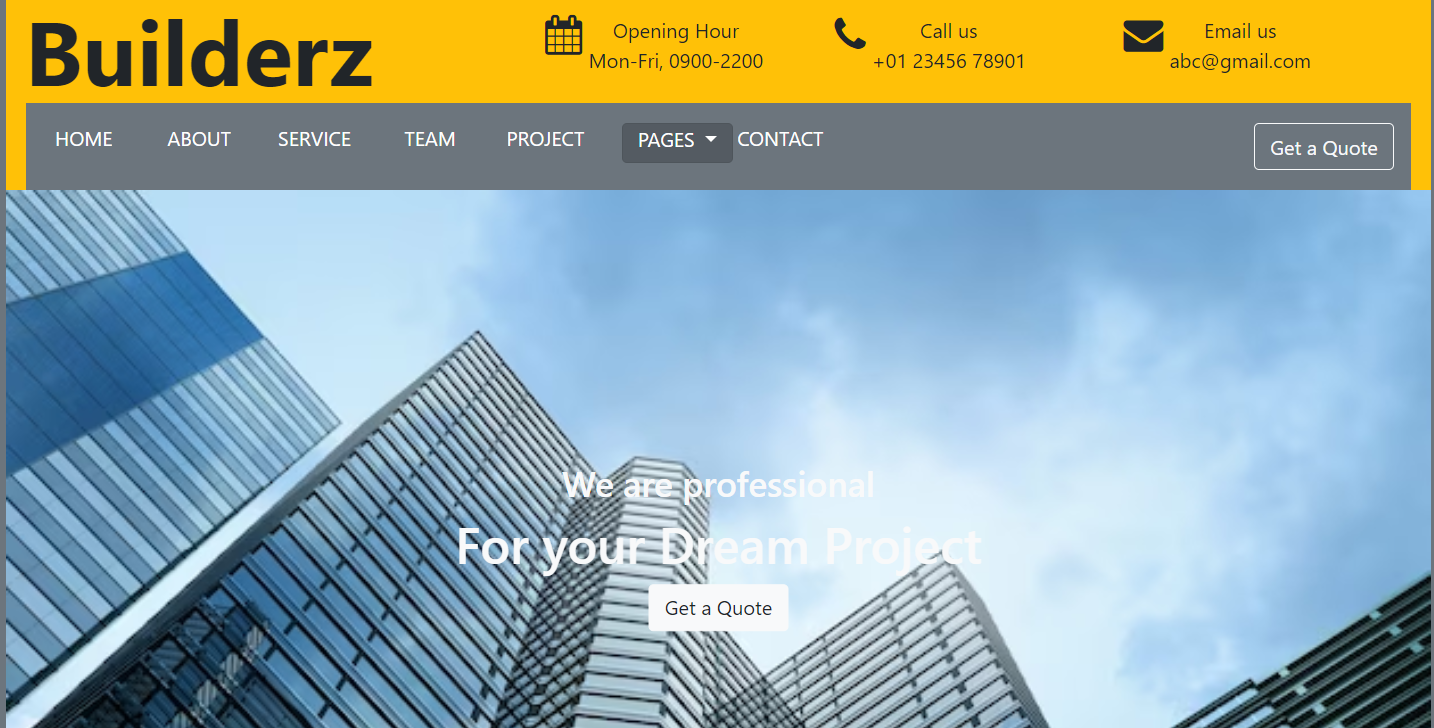 Builderz
Opening Hour
Mon-Fri, 0900-2200
Call us
+01 23456 78901
Email us
abc@gmail.com
HOME ABOUT SERVICE TEAM PROJECT PAGES CONTACT Get a Quote
We are professional
For your Dream Project
Get a Quote